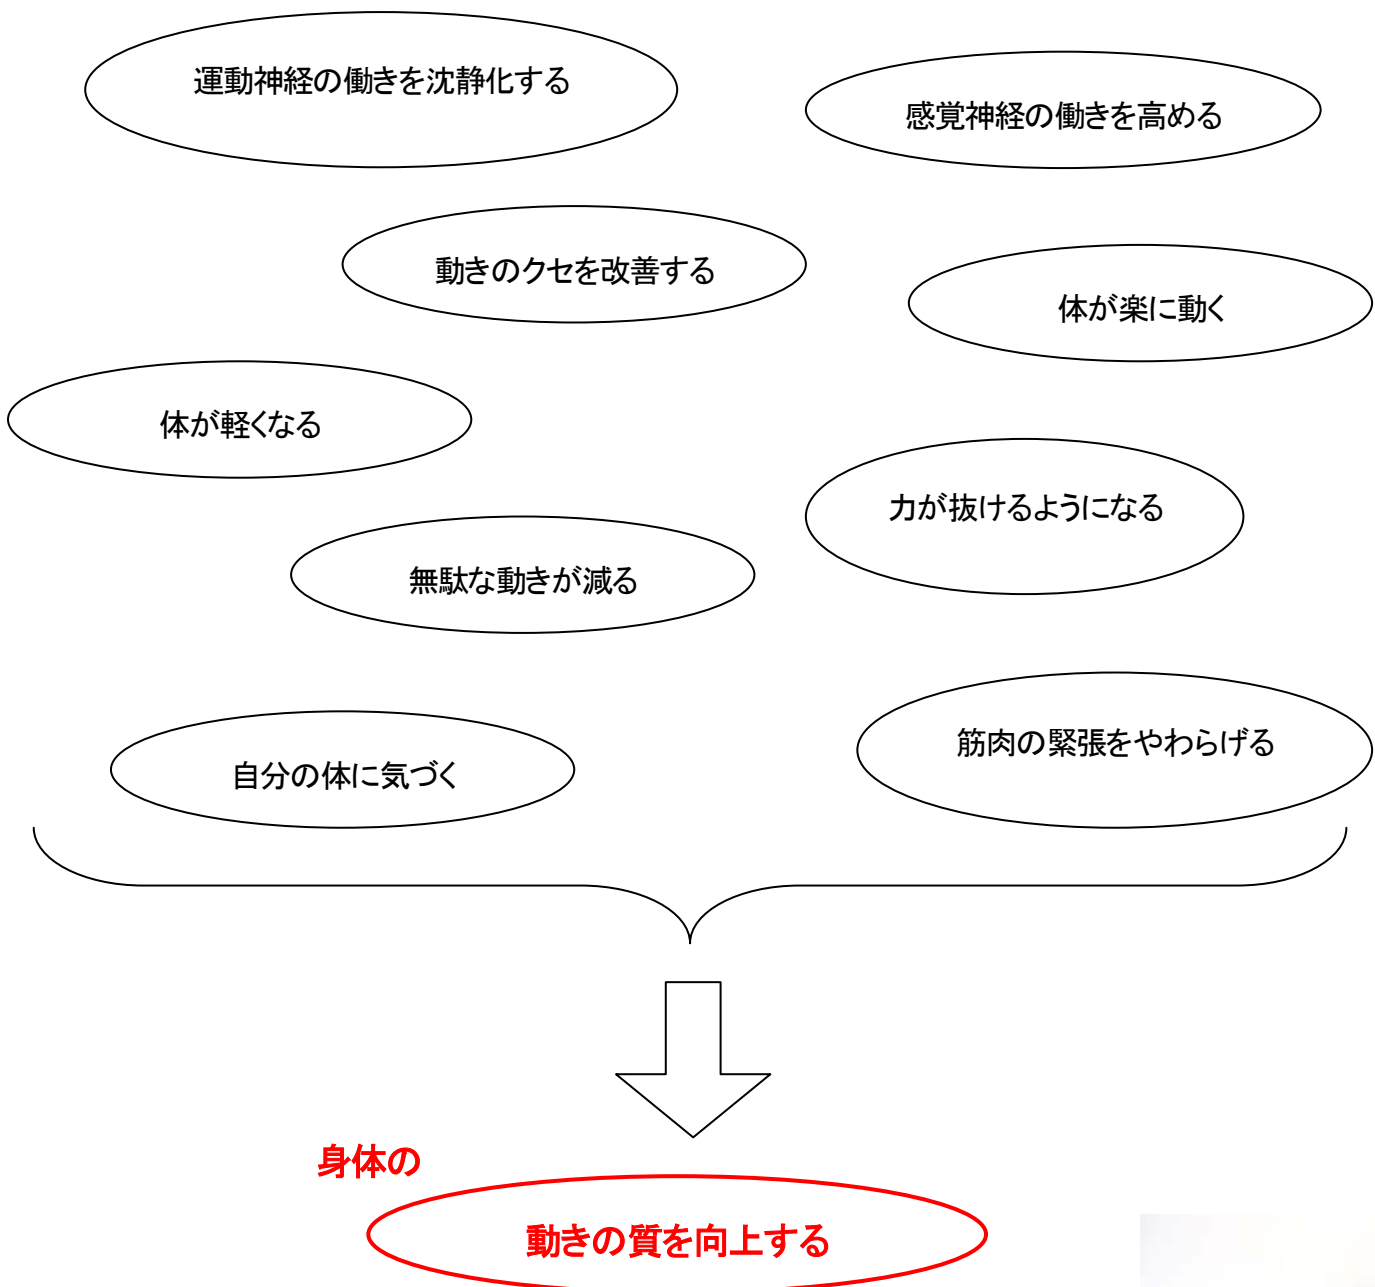 運動神経の働きを沈静化する
感覚神経の働きを高める
動きのクセを改善する
体が楽に動く
体が軽くなる
力が抜けるようになる
無駄な動きが減る
筋肉の緊張をやわらげる
自分の体に気づく
身体の
動きの質を向上する